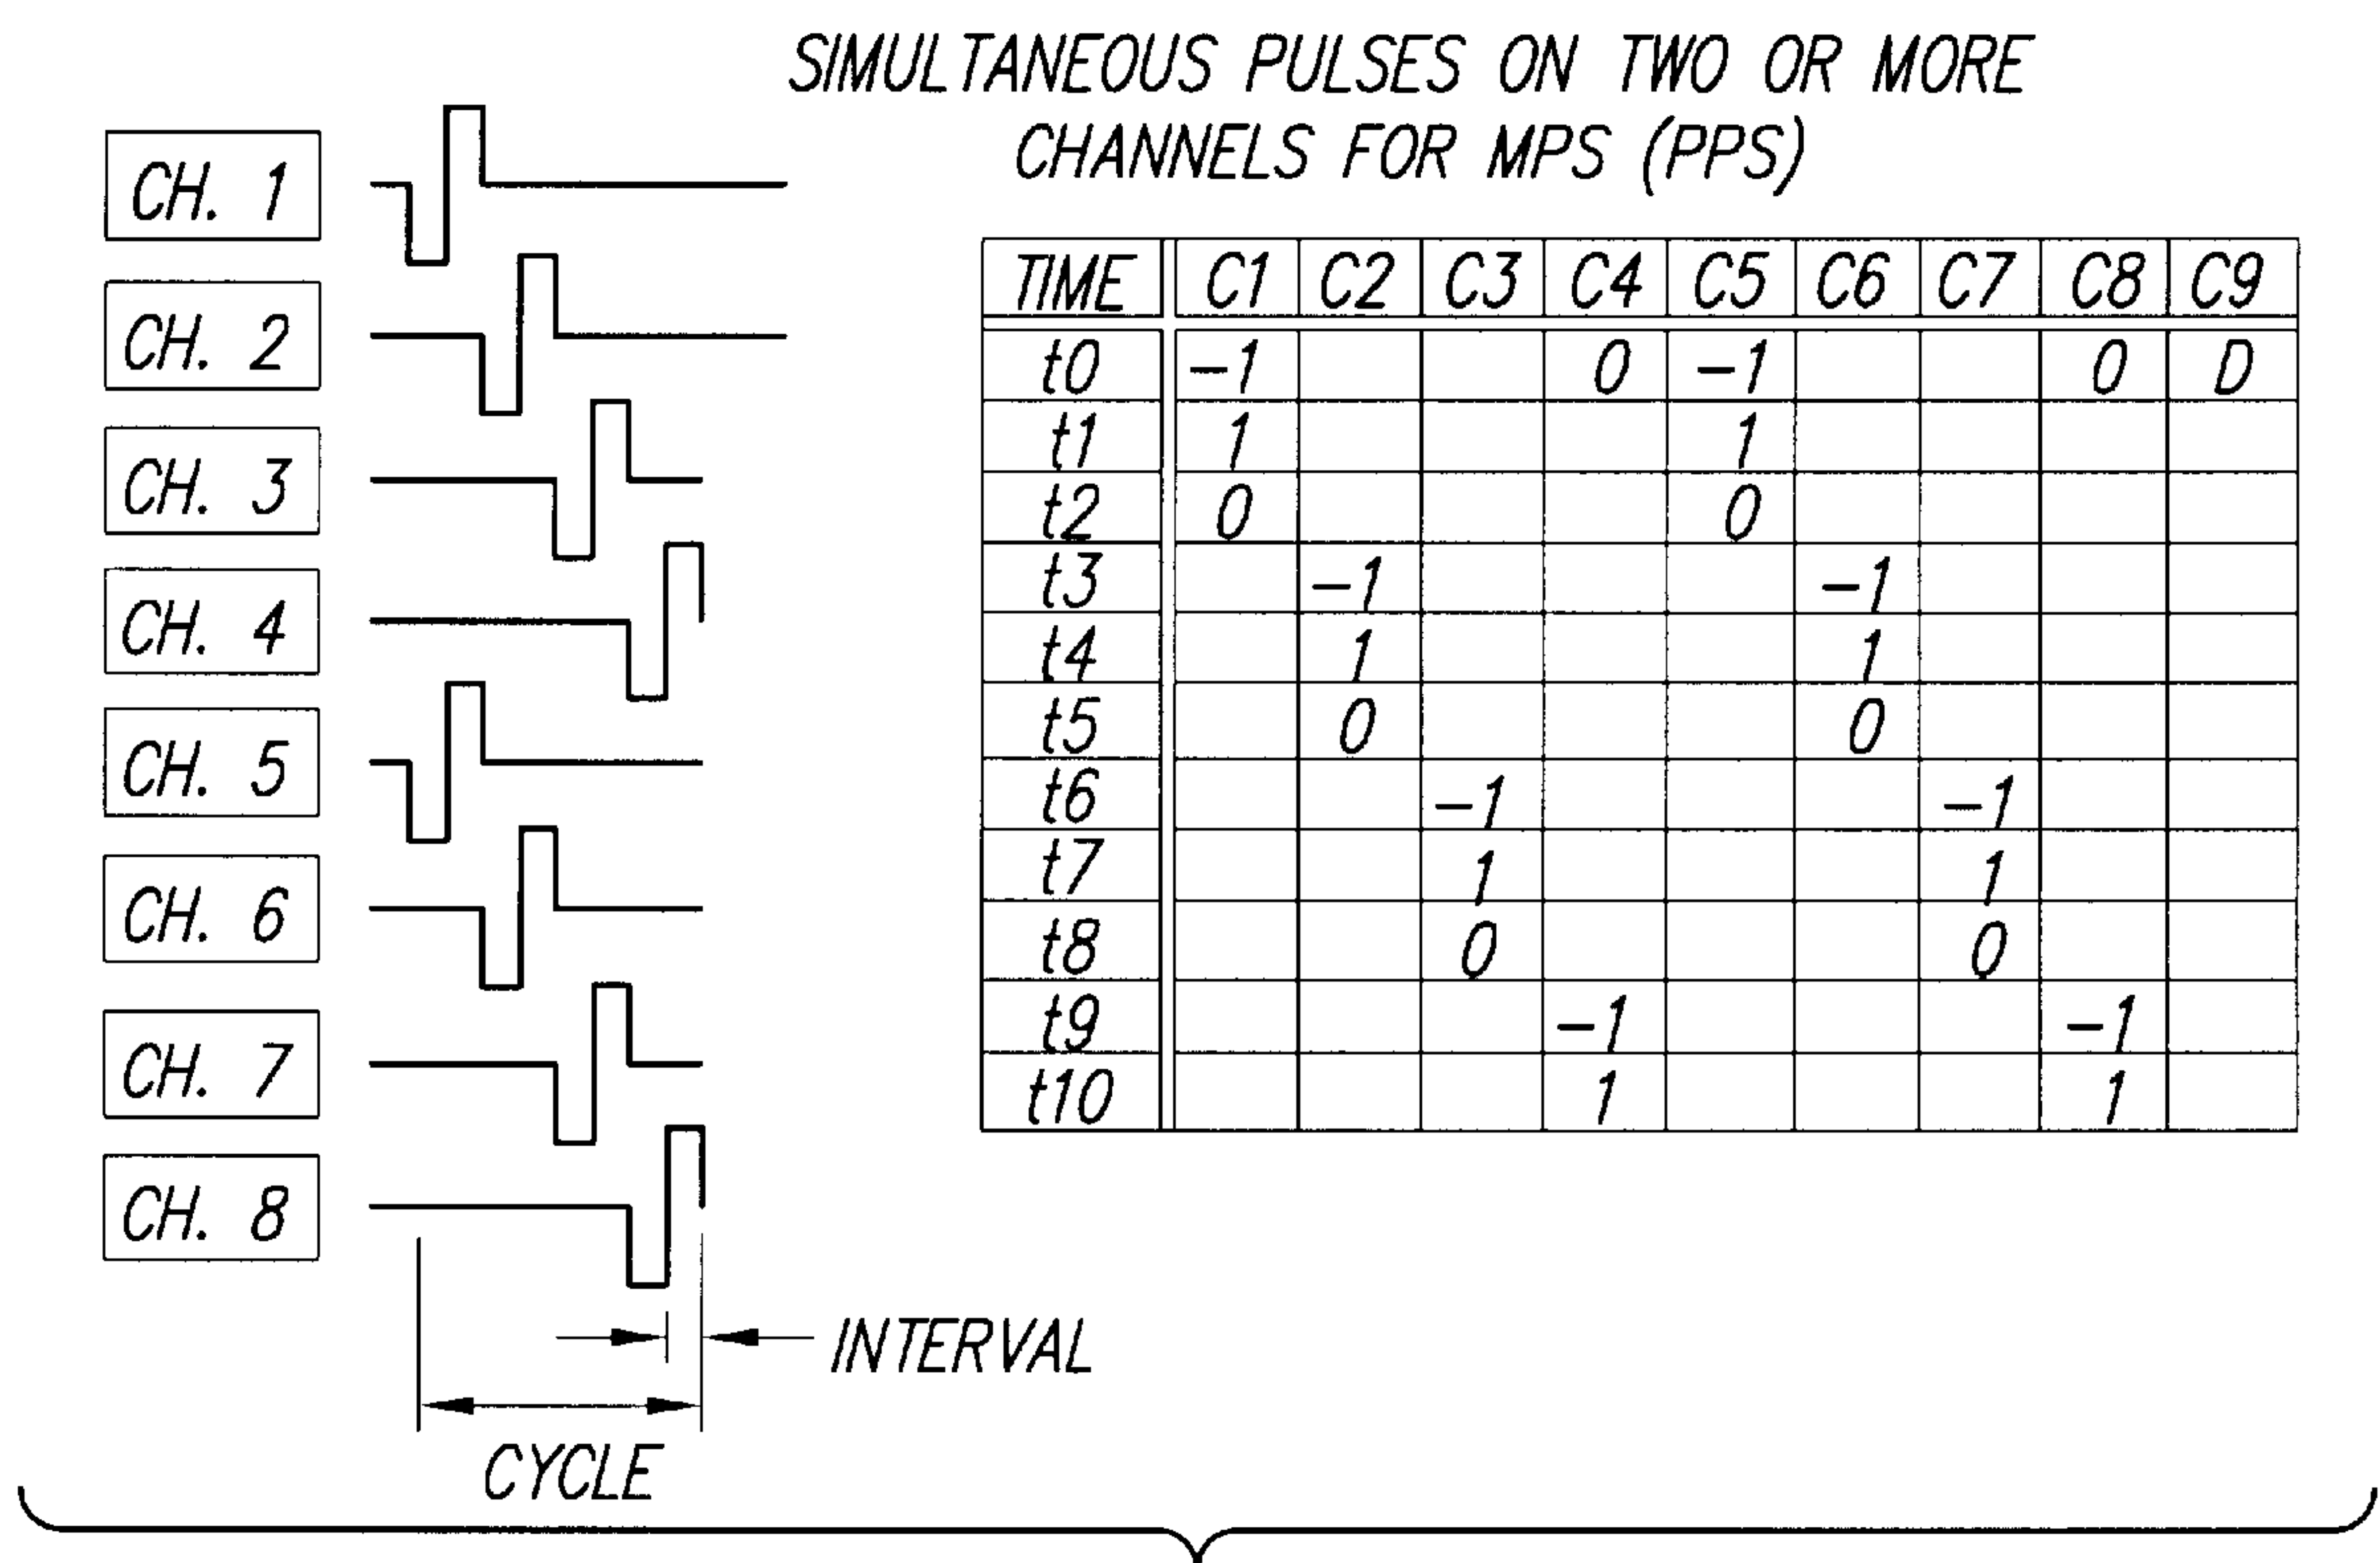 SIMULTANEOUS PULSES ON TWO OR MORE
CHANNELS FOR MPS (PPS)
CH. 1
CH. 2
CH. 3
CH. 4
CH. 5
CH. 6
CH. 7
CH. 8
INTERVAL
CYCLE
TIME C1 C2 C3 C4 C5 C6 C7 C8 C9
t0 -1 0 -1 0 D
t1 1 1
t2 0 0
t3 -1 -1
t4 1 1
t5 0 0
t6 -1 -1
t7 1 1
t8 0 0
t9 -1 -1
t10 1 1